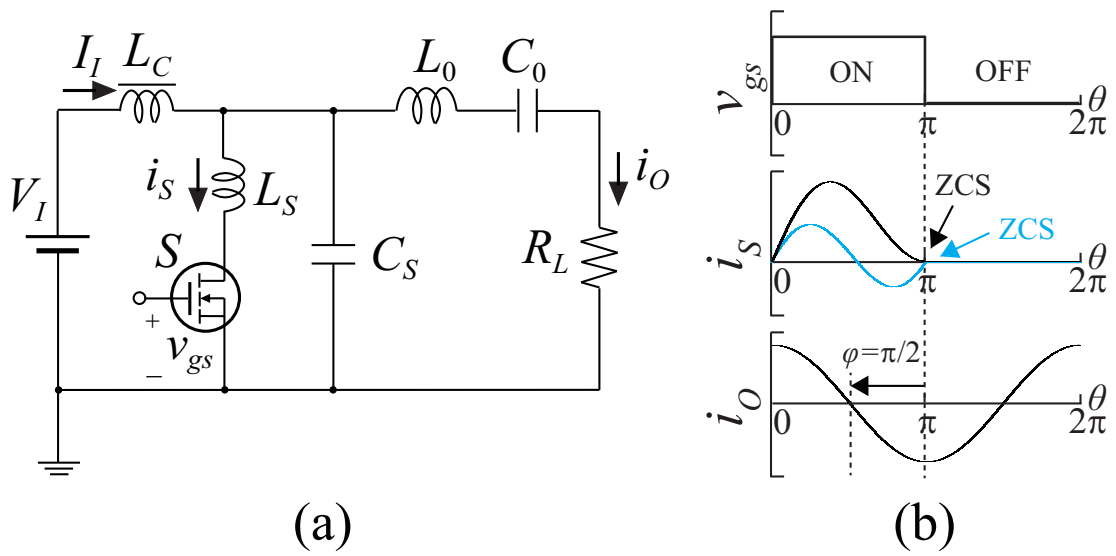 I_I L_C
L_0 C_0
i_S L_S i_O
V_I
S C_S R_L
+
v_gs
−
(a)
v_gs ON OFF
0 π 2π θ
ZCS
ZCS
i_S
0 π 2π θ
φ=π/2
i_O
0 π 2π θ
(b)